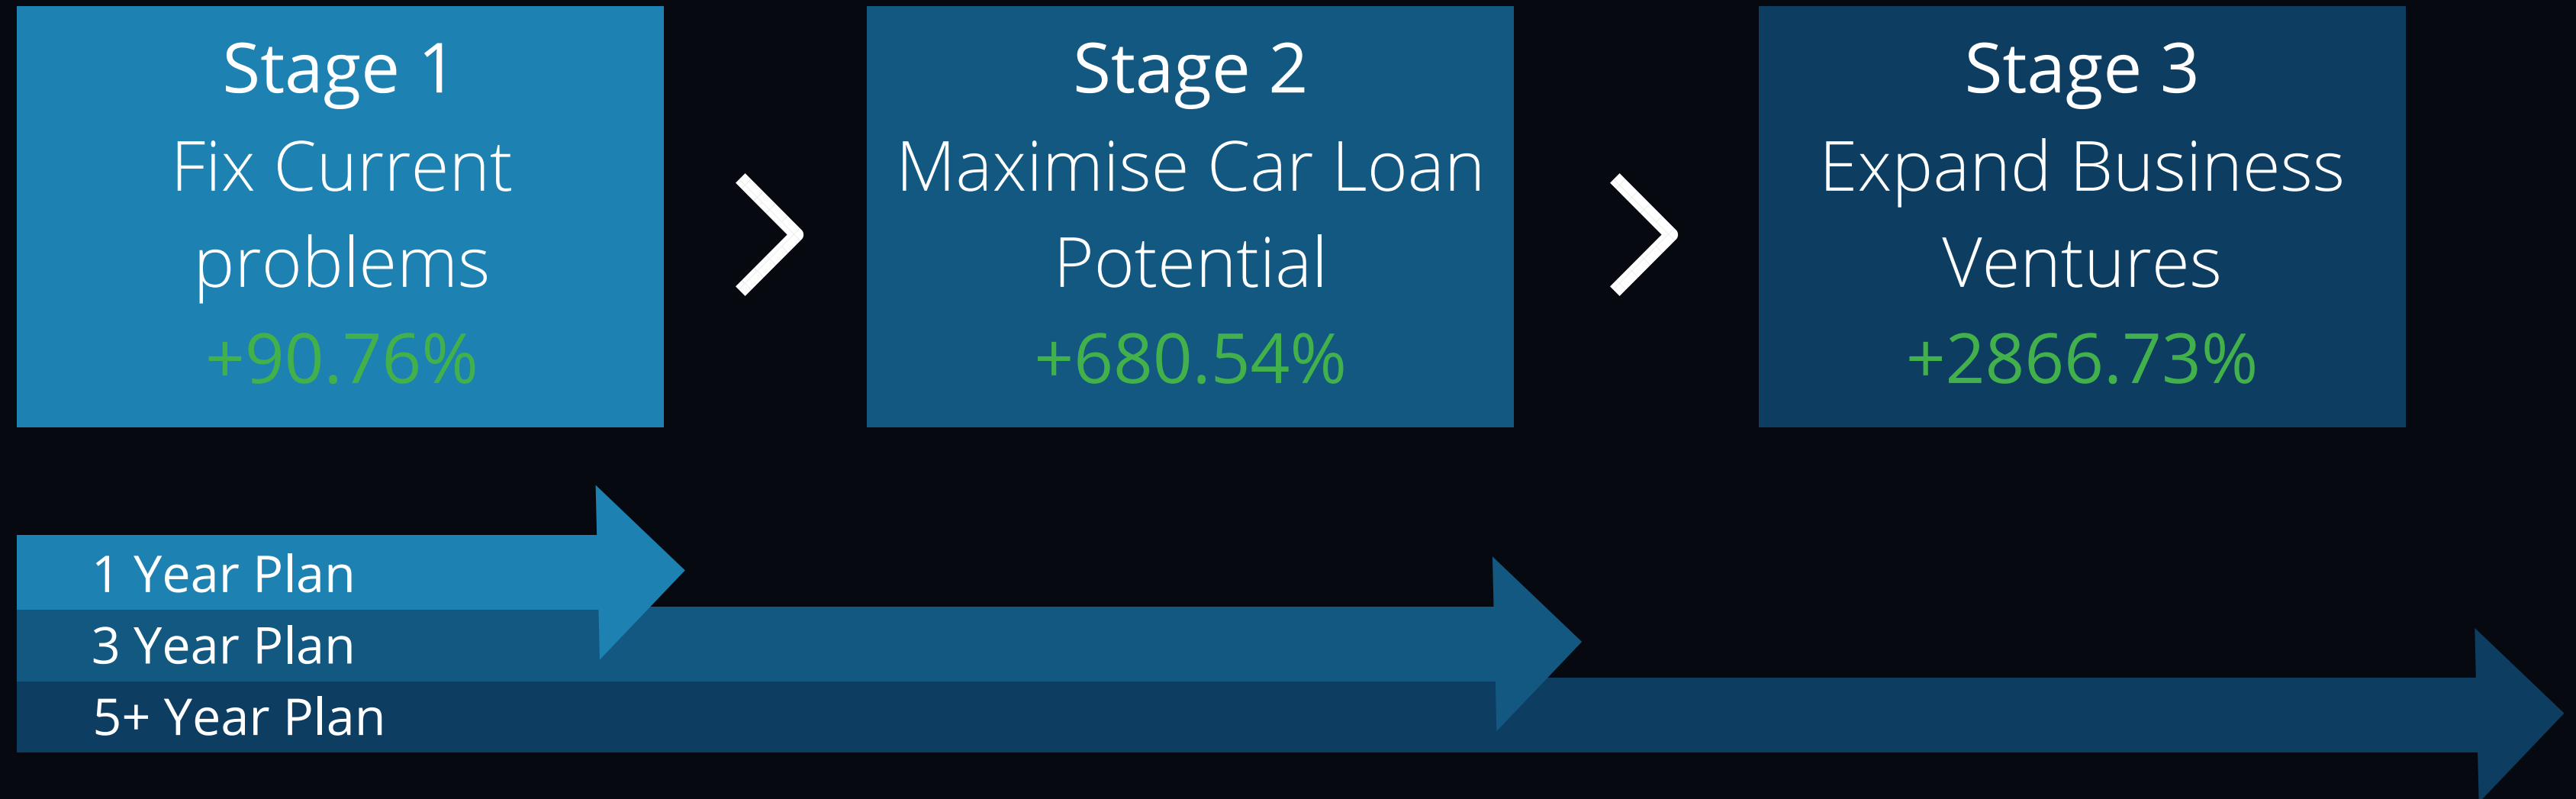 Stage 1
Fix Current
problems
+90.76%
Stage 2
Maximise Car Loan
Potential
+680.54%
Stage 3
Expand Business
Ventures
+2866.73%
1 Year Plan
3 Year Plan
5+ Year Plan